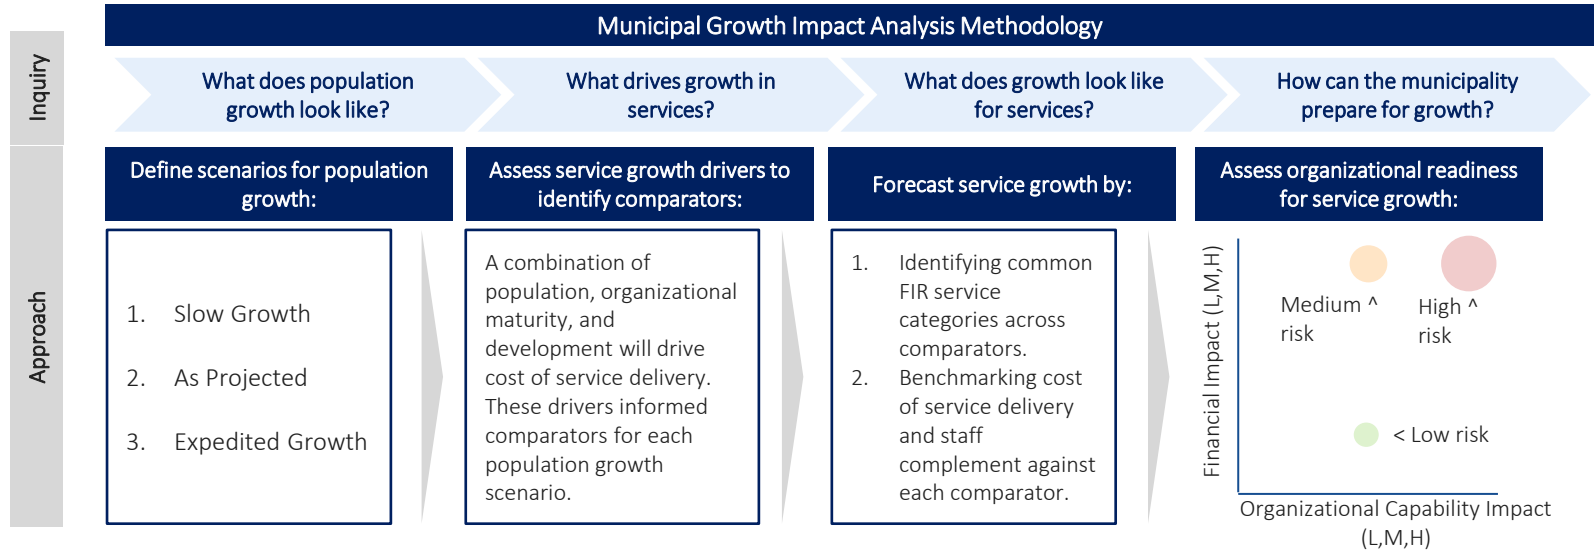 Municipal Growth Impact Analysis Methodology
Inquiry
What does population
growth look like?
What drives growth in
services?
What does growth look like
for services?
How can the municipality
prepare for growth?
Approach
Define scenarios for population
growth:
1. Slow Growth
2. As Projected
3. Expedited Growth
Assess service growth drivers to
identify comparators:
A combination of
population, organizational
maturity, and
development will drive
cost of service delivery.
These drivers informed
comparators for each
population growth
scenario.
Forecast service growth by:
1. Identifying common
FIR service
categories across
comparators.
2. Benchmarking cost
of service delivery
and staff
complement against
each comparator.
Assess organizational readiness
for service growth:
Financial Impact (L,M,H)
Medium ^
risk
High ^
risk
< Low risk
Organizational Capability Impact
(L,M,H)